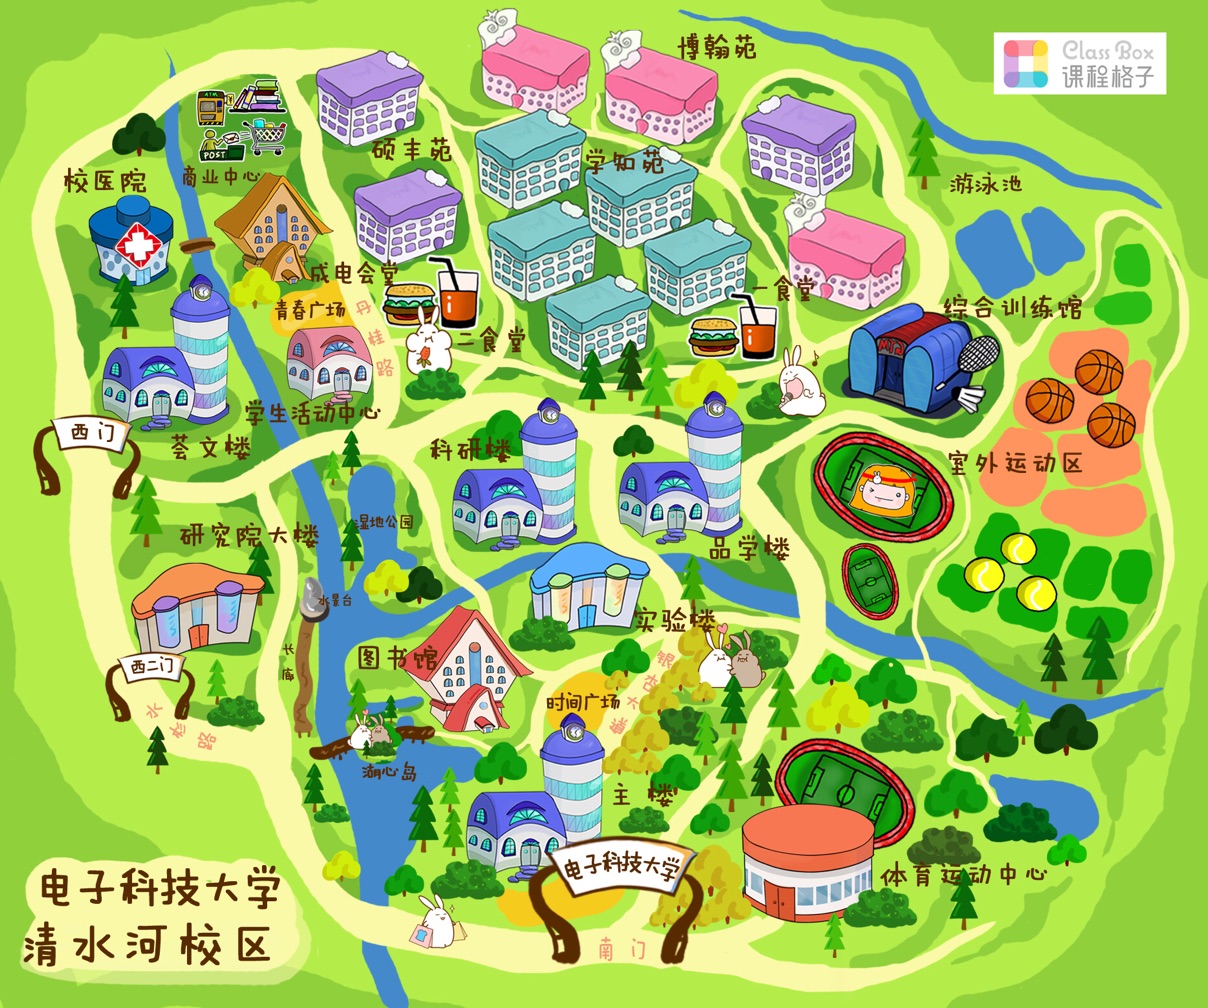 博翰苑
Class Box
课程格子
ATM
POST
硕丰苑
学知苑
校医院
商业中心
游泳池
成电会堂
青春广场
丹桂路
二食堂
一食堂
综合训练馆
学生活动中心
西门
荟文楼
科研楼
室外运动区
湿地公园
研究院大楼
品学楼
水景台
实验楼
长廊
图书馆
西二门
银杏大道
时间广场
水杉路
湖心岛
主楼
电子科技大学
体育运动中心
电子科技大学
清水河校区
南门